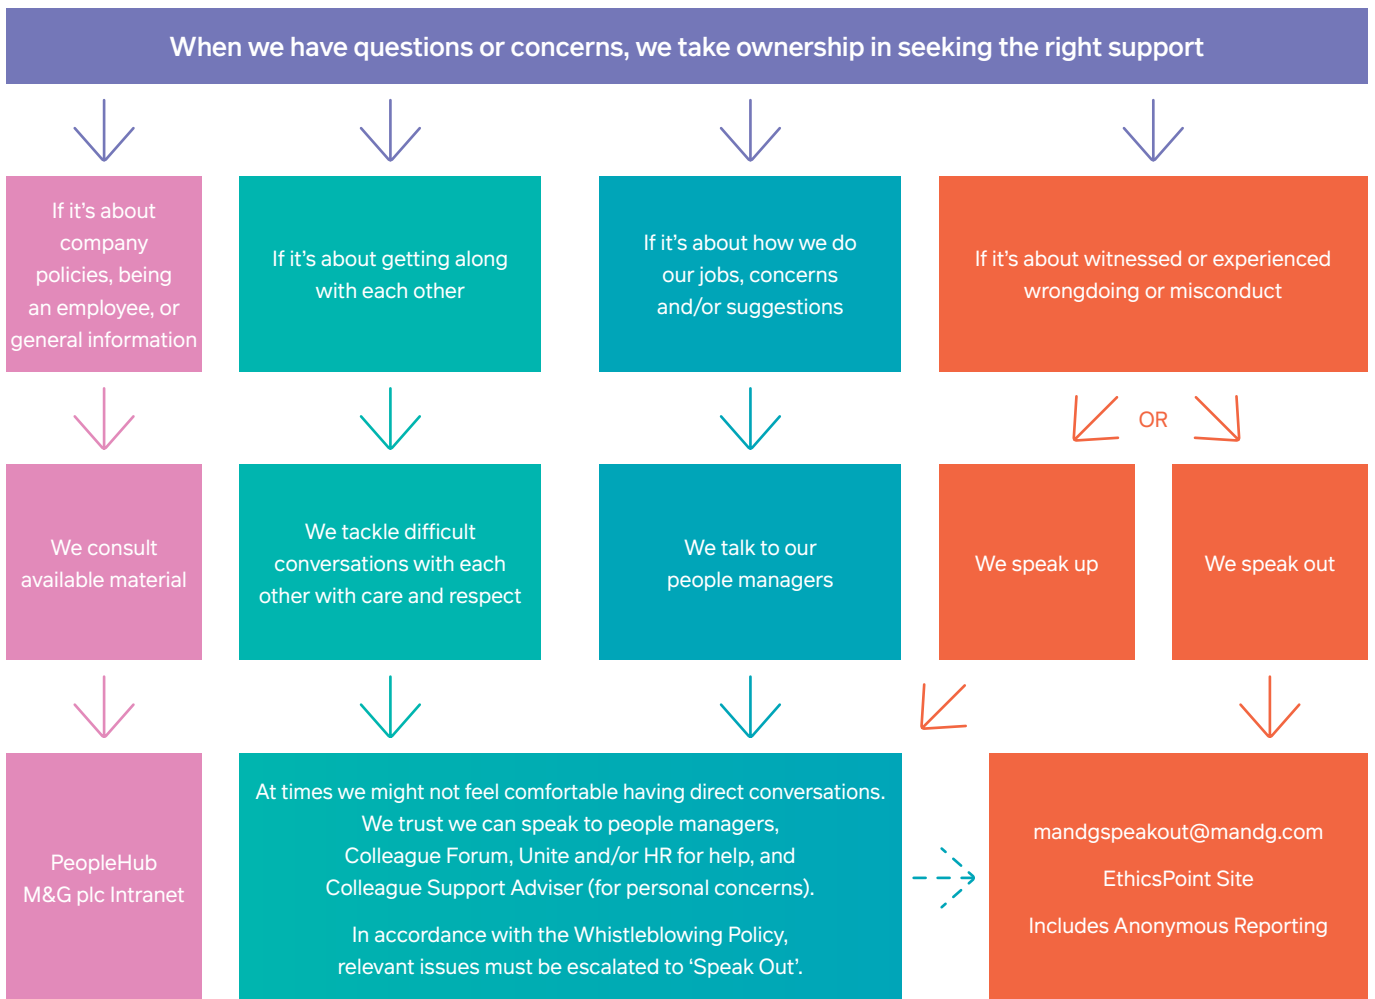 When we have questions or concerns, we take ownership in seeking the right support
If it's about
company
policies, being
an employee, or
general information
If it's about getting along
with each other
If it's about how we do
our jobs, concerns
and/or suggestions
If it's about witnessed or experienced
wrongdoing or misconduct
OR
We consult
available material
We tackle difficult
conversations with each
other with care and respect
We talk to our
people managers
We speak up
We speak out
PeopleHub
M&G plc Intranet
At times we might not feel comfortable having direct conversations.
We trust we can speak to people managers,
Colleague Forum, Unite and/or HR for help, and
Colleague Support Adviser (for personal concerns).
In accordance with the Whistleblowing Policy,
relevant issues must be escalated to ‘Speak Out’.
mandgspeakout@mandg.com
EthicsPoint Site
Includes Anonymous Reporting